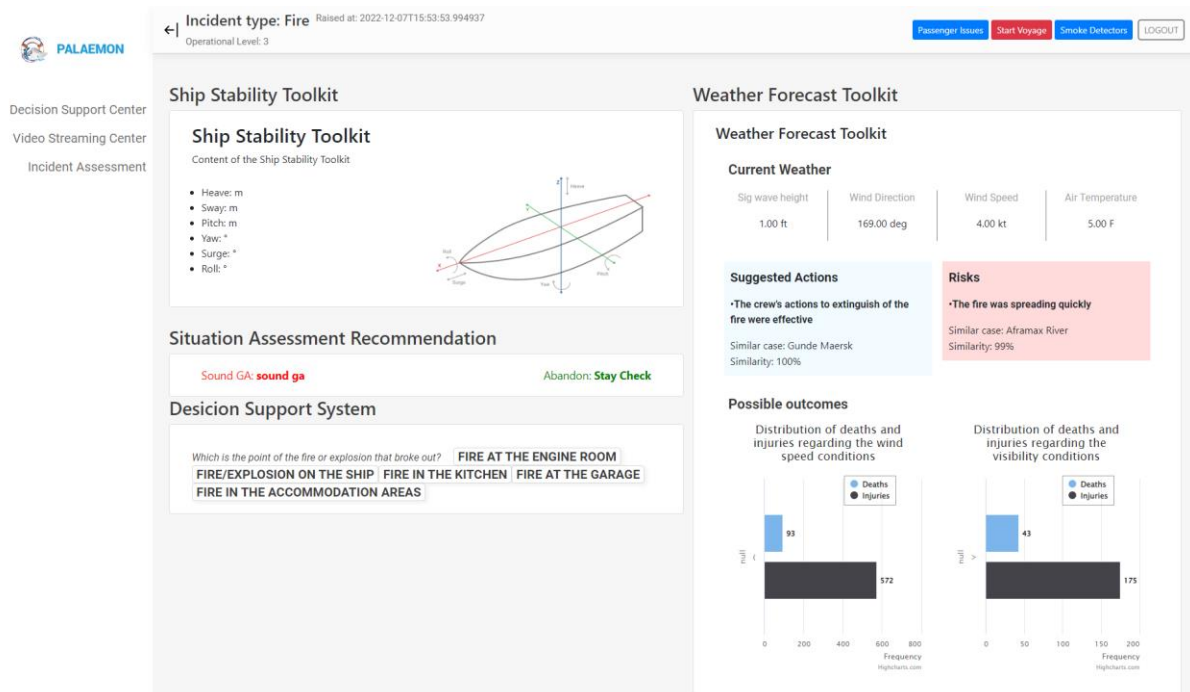 PALAEMON
Decision Support Center
Video Streaming Center
Incident Assessment
Incident type: Fire Raised at: 2022-12-07T15:53:53.994937
Operational Level: 3
Passenger Issues Start Voyage Smoke Detectors LOGOUT
Ship Stability Toolkit
Ship Stability Toolkit
Content of the Ship Stability Toolkit
Heave: m
Sway: m
Pitch: m
Yaw: °
Surge: °
Roll: °
Z
Heave
Y
Roll
X
Surge
Yaw
Pitch
Situation Assessment Recommendation
Sound GA: sound ga Abandon: Stay Check
Desicion Support System
Which is the point of the fire or explosion that broke out? FIRE AT THE ENGINE ROOM
FIRE/EXPLOSION ON THE SHIP FIRE IN THE KITCHEN FIRE AT THE GARAGE
FIRE IN THE ACCOMMODATION AREAS
Weather Forecast Toolkit
Weather Forecast Toolkit
Current Weather
Sig wave height Wind Direction Wind Speed Air Temperature
1.00 ft 169.00 deg 4.00 kt 5.00 F
Suggested Actions
•The crew's actions to extinguish of the
fire were effective
Similar case: Gunde Maersk
Similarity: 100%
Risks
•The fire was spreading quickly
Similar case: Aframax River
Similarity: 99%
Possible outcomes
Distribution of deaths and
injuries regarding the wind
speed conditions
Deaths
Injuries
93
572
null
(
0 200 400 600 800
Frequency
Highcharts.com
Distribution of deaths and
injuries regarding the
visibility conditions
Deaths
Injuries
43
175
null
>
0 50 100 150 200
Frequency
Highcharts.com